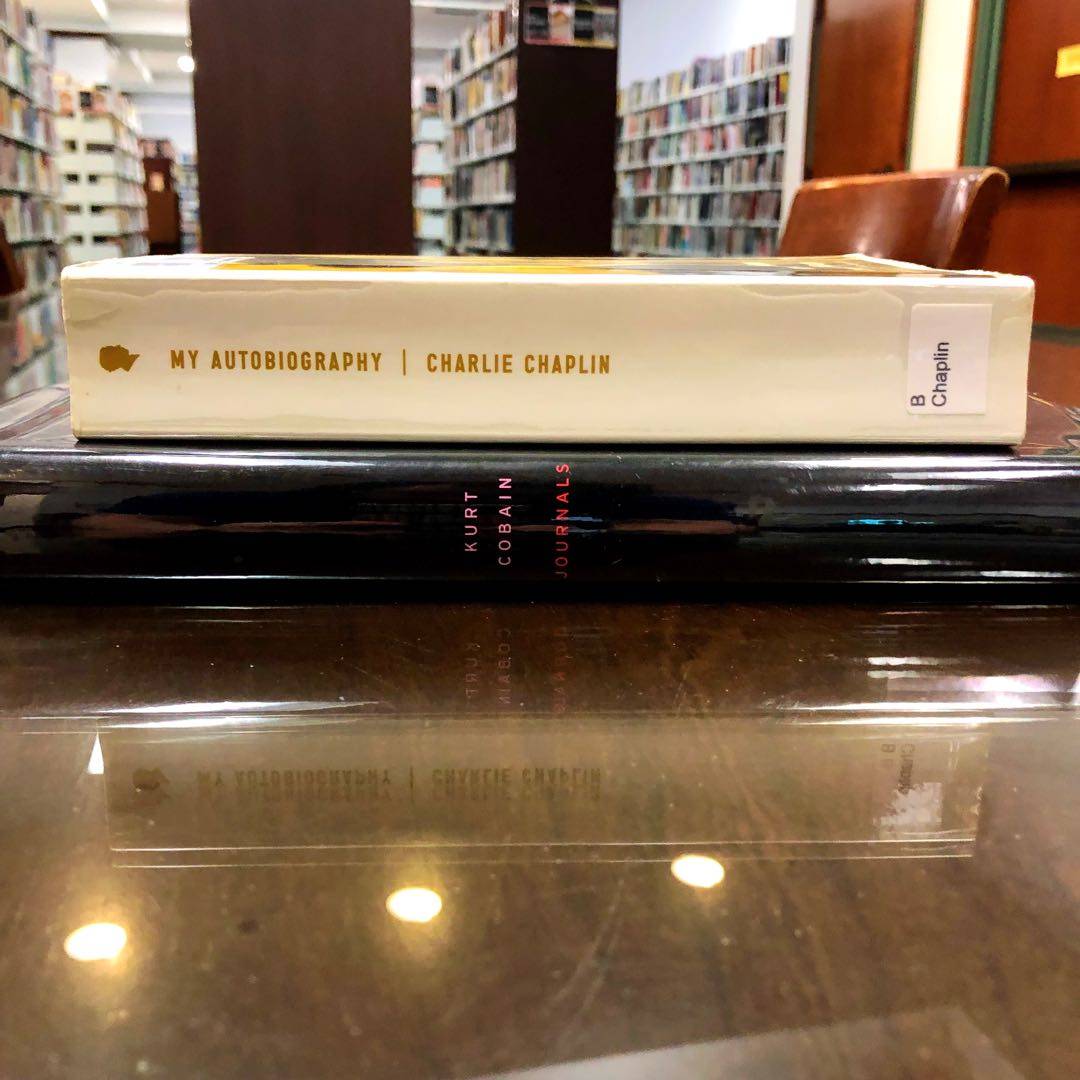 MY AUTOBIOGRAPHY | CHARLIE CHAPLIN
B
Chaplin
KURT
COBAIN
JOURNALS